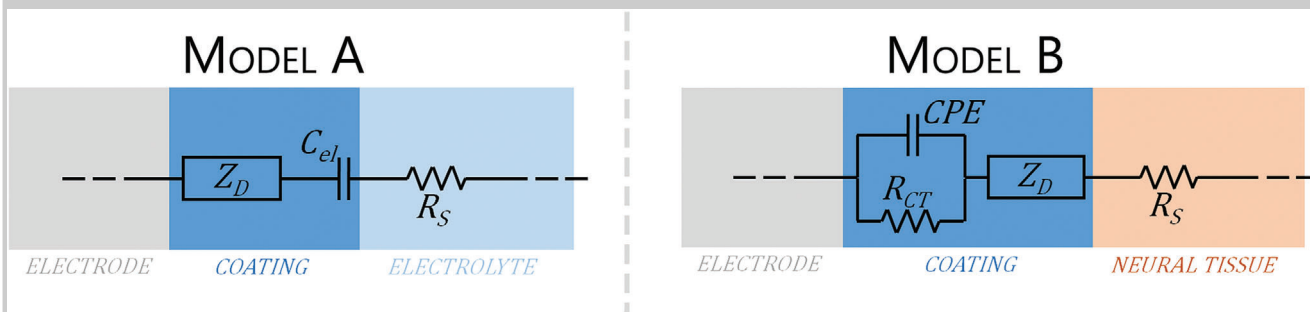 MODEL A
C_el
Z_D
R_S
ELECTRODE
COATING
ELECTROLYTE
MODEL B
CPE
R_CT
Z_D
R_S
ELECTRODE
COATING
NEURAL TISSUE